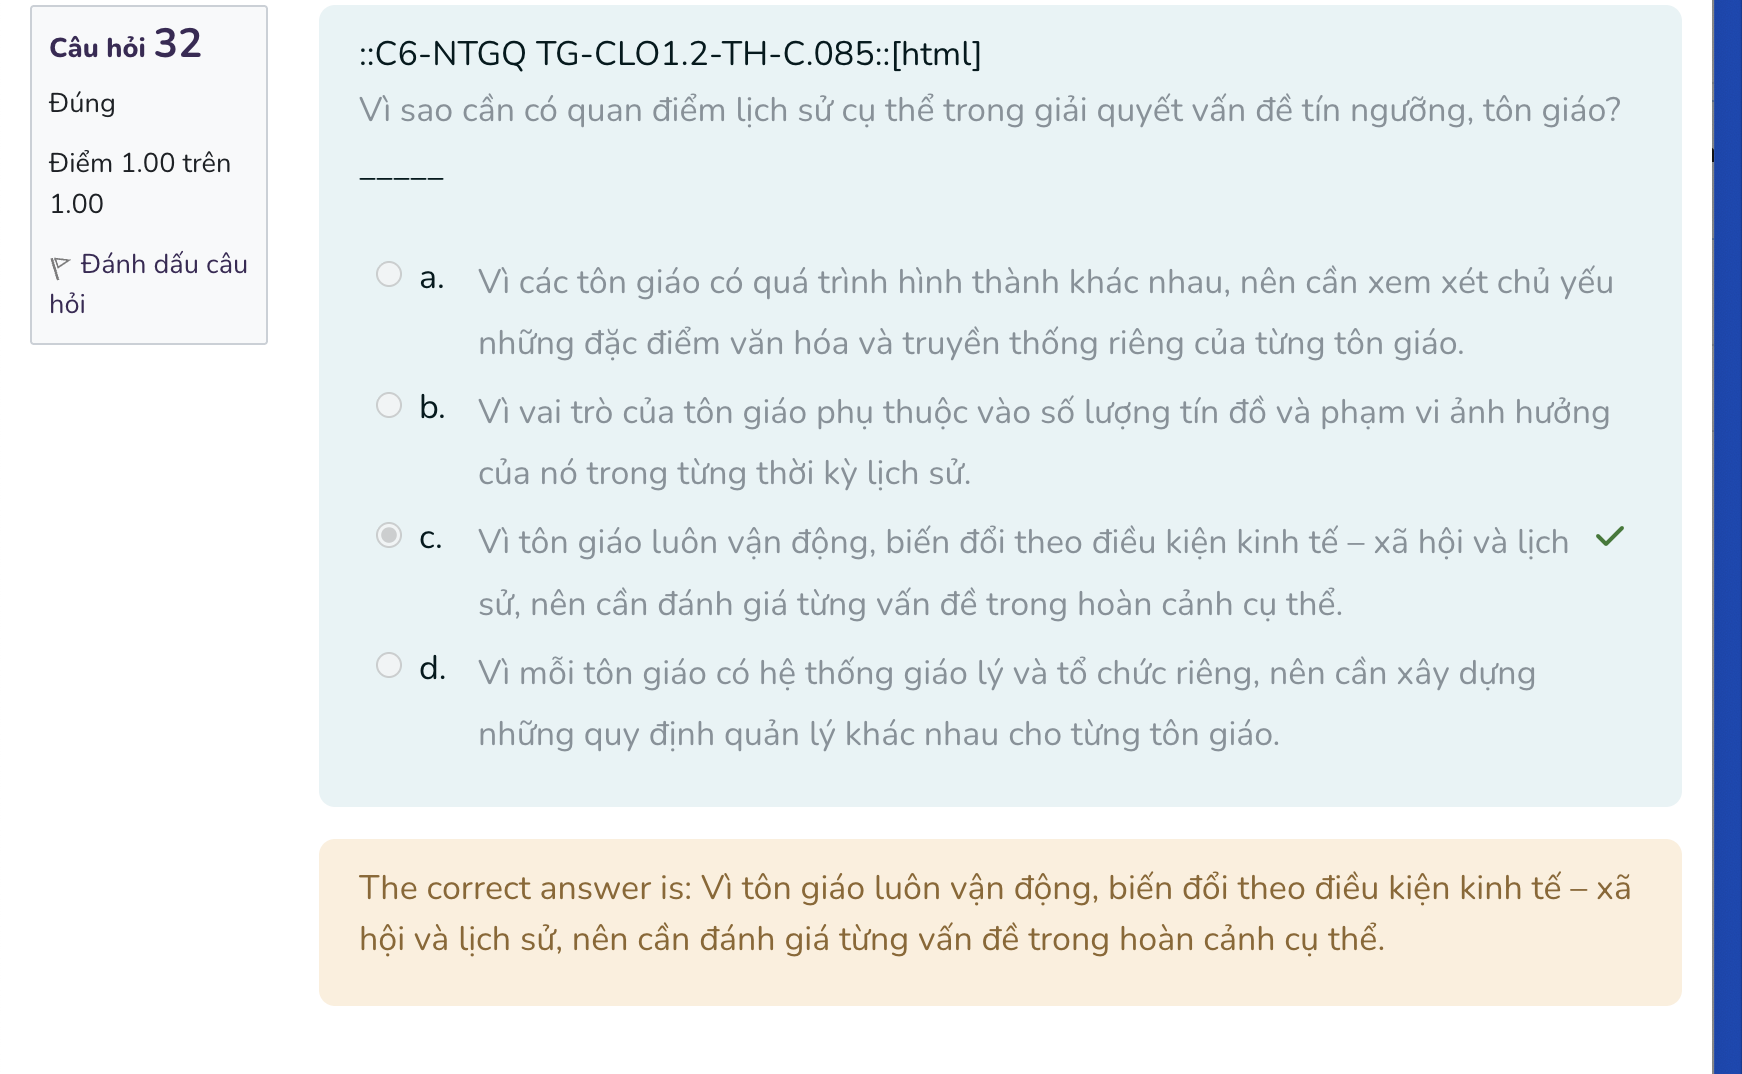 Câu hỏi 32
Đúng
Điểm 1.00 trên
1.00
Đánh dấu câu
hỏi
::C6-NTGQ TG-CLO1.2-TH-C.085::[html]
Vì sao cần có quan điểm lịch sử cụ thể trong giải quyết vấn đề tín ngưỡng, tôn giáo?
_____
a. Vì các tôn giáo có quá trình hình thành khác nhau, nên cần xem xét chủ yếu
những đặc điểm văn hóa và truyền thống riêng của từng tôn giáo.
b. Vì vai trò của tôn giáo phụ thuộc vào số lượng tín đồ và phạm vi ảnh hưởng
của nó trong từng thời kỳ lịch sử.
c. Vì tôn giáo luôn vận động, biến đổi theo điều kiện kinh tế – xã hội và lịch
sử, nên cần đánh giá từng vấn đề trong hoàn cảnh cụ thể.
d. Vì mỗi tôn giáo có hệ thống giáo lý và tổ chức riêng, nên cần xây dựng
những quy định quản lý khác nhau cho từng tôn giáo.
The correct answer is: Vì tôn giáo luôn vận động, biến đổi theo điều kiện kinh tế – xã
hội và lịch sử, nên cần đánh giá từng vấn đề trong hoàn cảnh cụ thể.